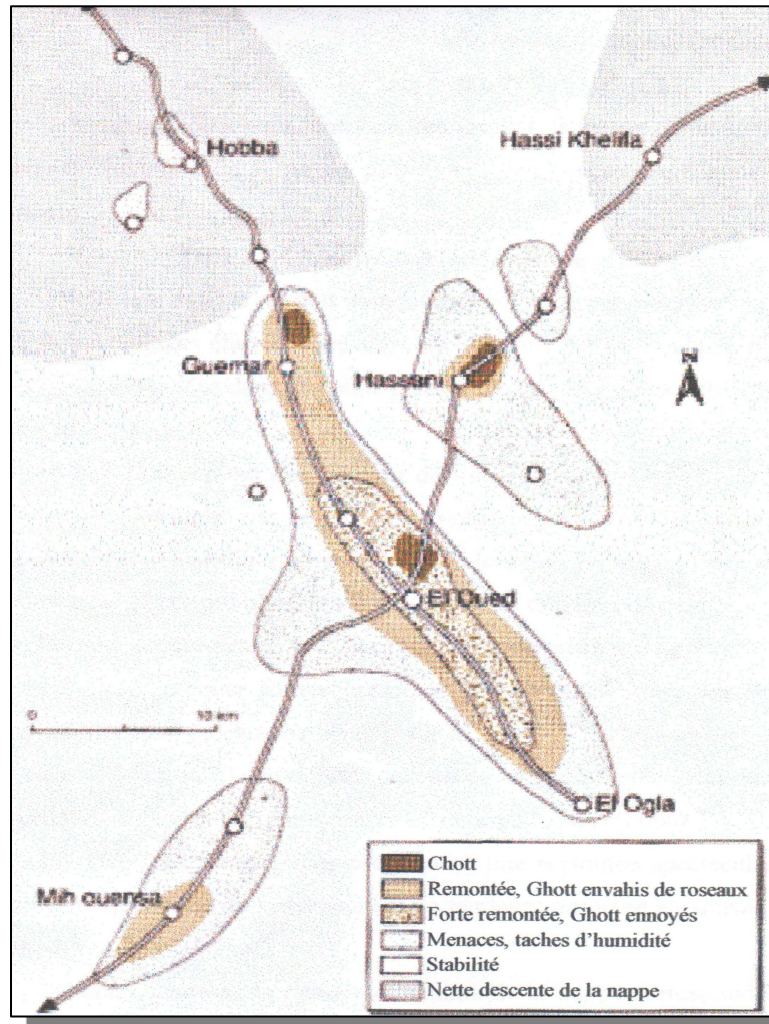 Hobba
Hassi Khelifa
Guemar
Hassani
N
El Oued
0 10 km
El Ogla
Mih ouensa
Chott
Remontée, Ghott envahis de roseaux
Forte remontée, Ghott ennoyés
Menaces, taches d'humidité
Stabilité
Nette descente de la nappe